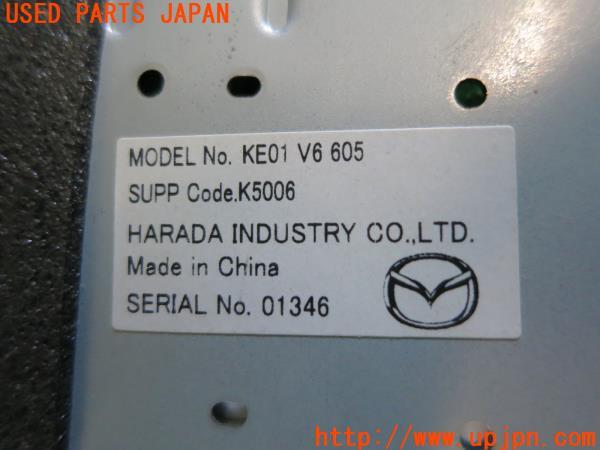 USED PARTS JAPAN
MODEL No. KE01 V6 605
SUPP Code.K5006
HARADA INDUSTRY CO.,LTD.
Made in China
SERIAL No. 01346
http://www.upjpn.com/